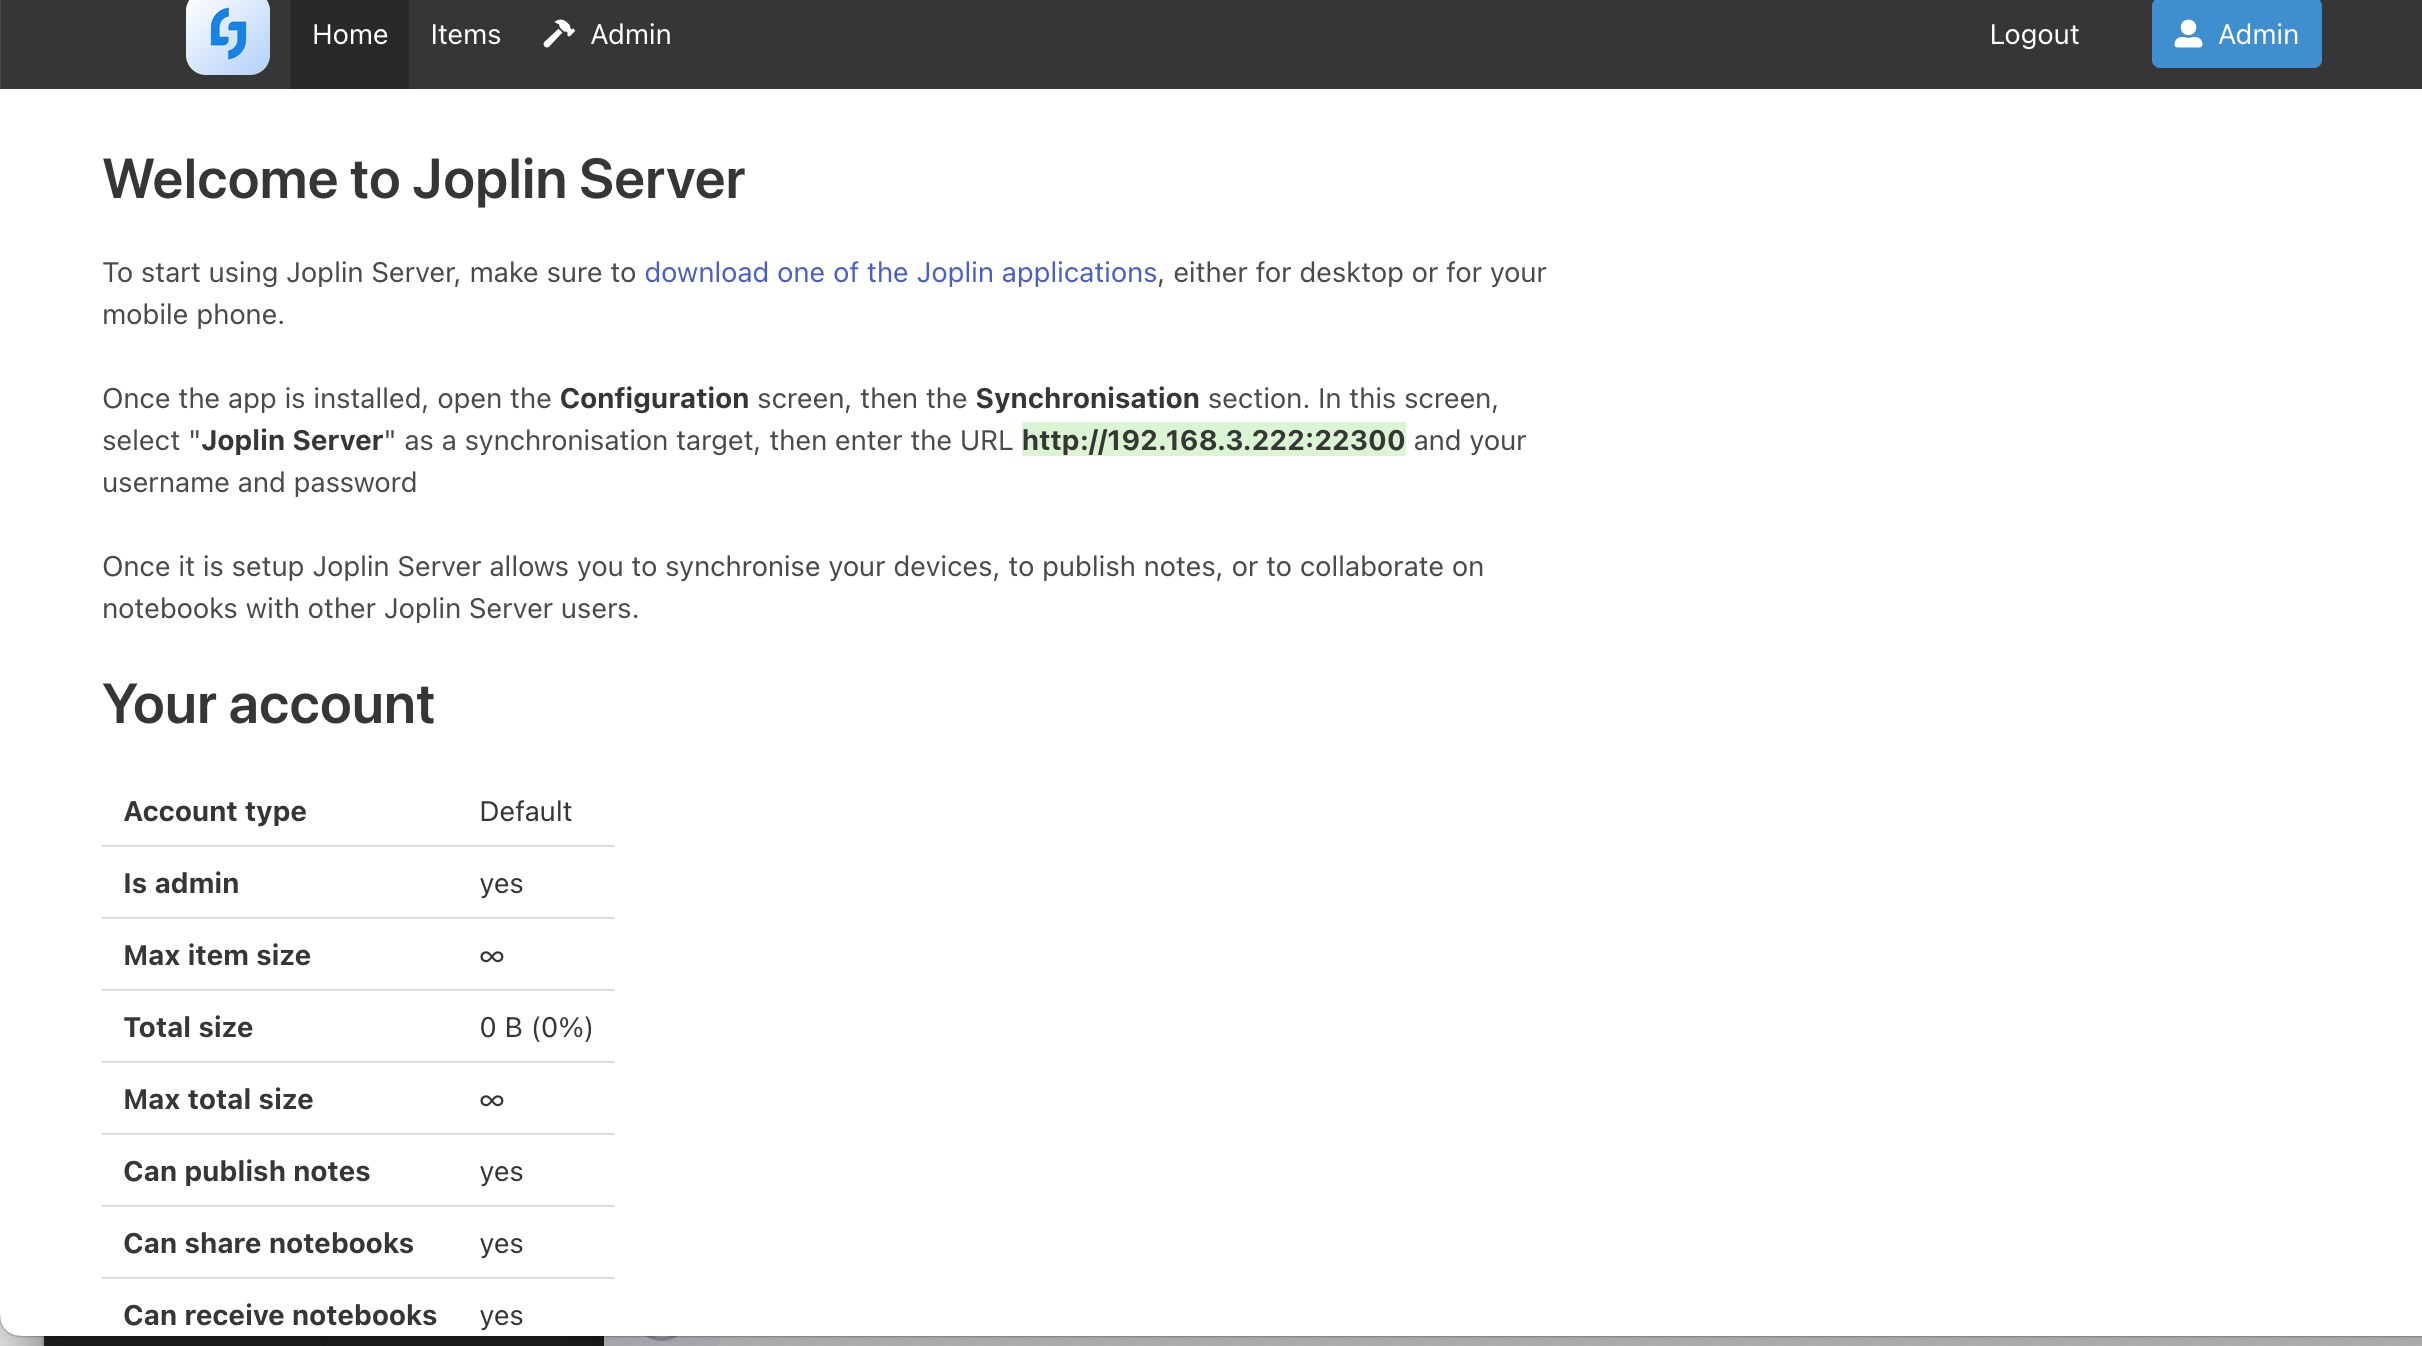 Home Items Admin Logout Admin
Welcome to Joplin Server
To start using Joplin Server, make sure to download one of the Joplin applications, either for desktop or for your
mobile phone.
Once the app is installed, open the Configuration screen, then the Synchronisation section. In this screen,
select "Joplin Server" as a synchronisation target, then enter the URL http://192.168.3.222:22300 and your
username and password
Once it is setup Joplin Server allows you to synchronise your devices, to publish notes, or to collaborate on
notebooks with other Joplin Server users.
Your account
Account type Default
Is admin yes
Max item size ∞
Total size 0 B (0%)
Max total size ∞
Can publish notes yes
Can share notebooks yes
Can receive notebooks yes